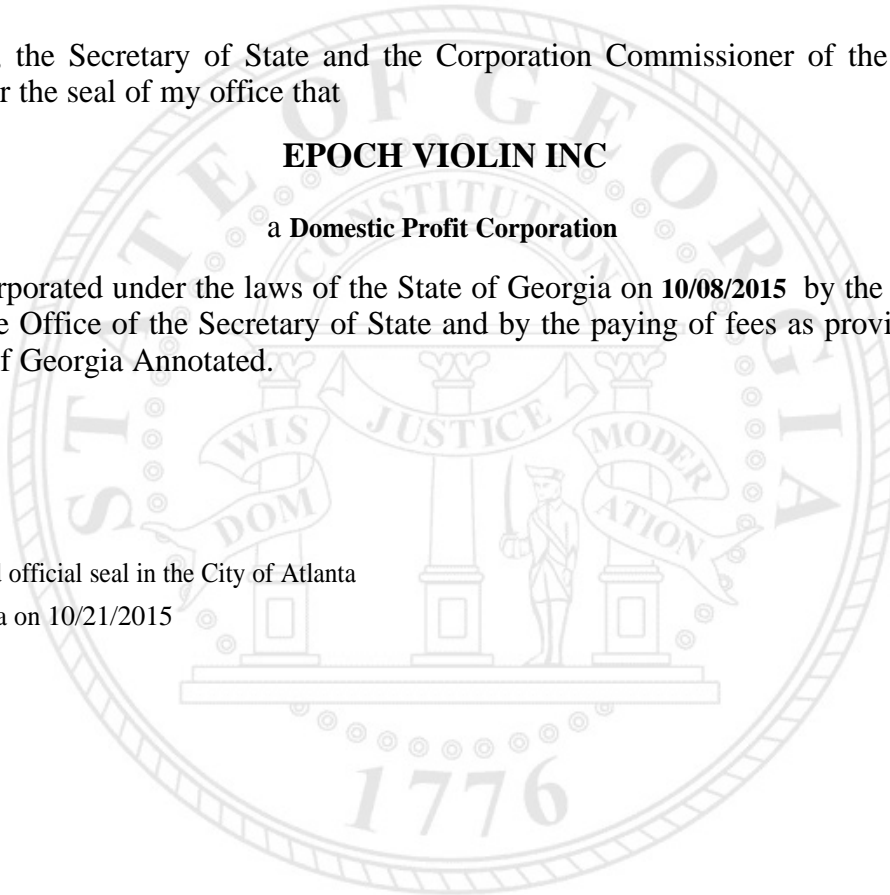 the Secretary of State and the Corporation Commissioner of the
r the seal of my office that
EPOCH VIOLIN INC
a Domestic Profit Corporation
rporated under the laws of the State of Georgia on 10/08/2015 by the
e Office of the Secretary of State and by the paying of fees as provi
f Georgia Annotated.
official seal in the City of Atlanta
a on 10/21/2015
STATE OF GEORGIA
CONSTITUTION
WIS
DOM
JUSTICE
MODER
ATION
1776